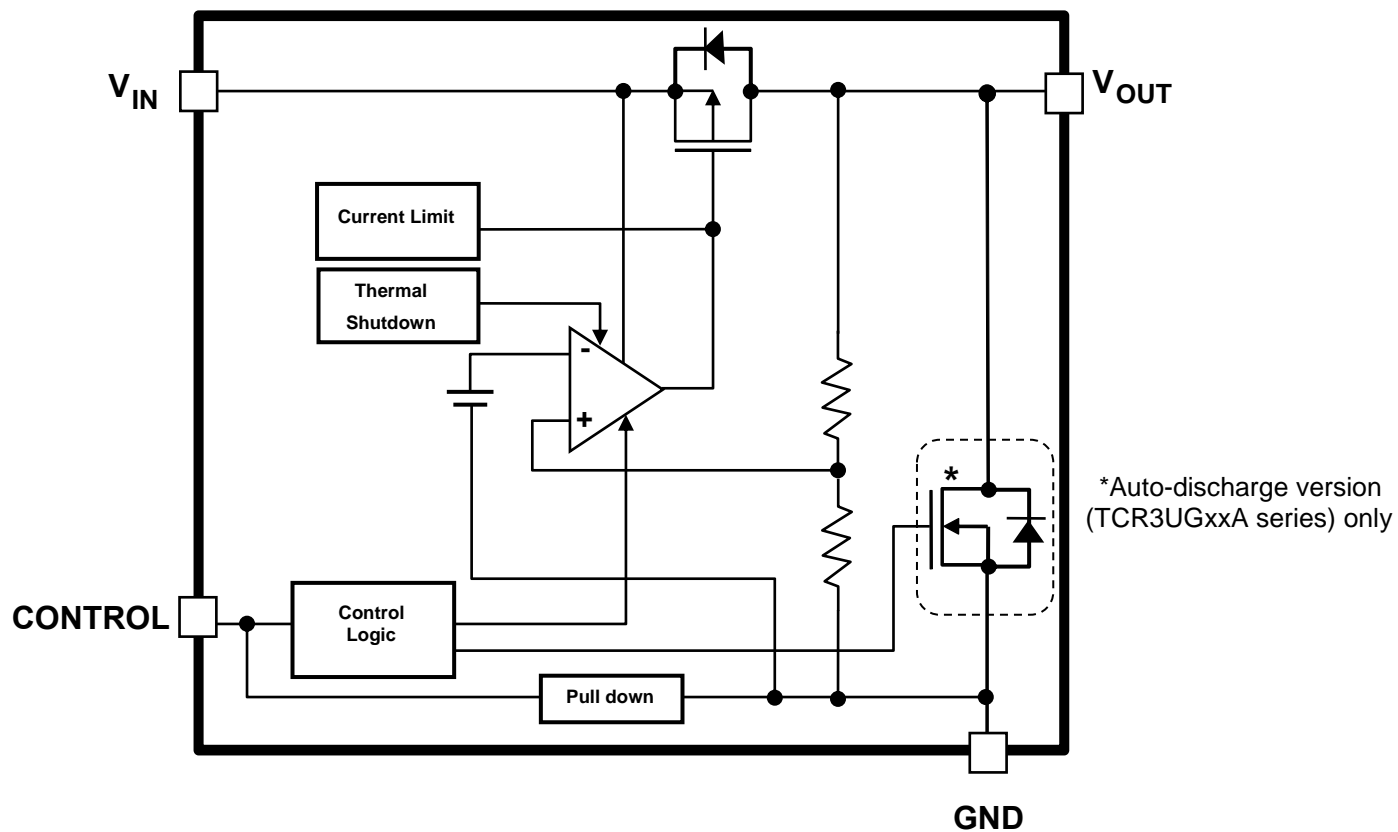 VIN
VOUT
Current Limit
Thermal
Shutdown
-
+
*
*Auto-discharge version
(TCR3UGxxA series) only
CONTROL
Control
Logic
Pull down
GND